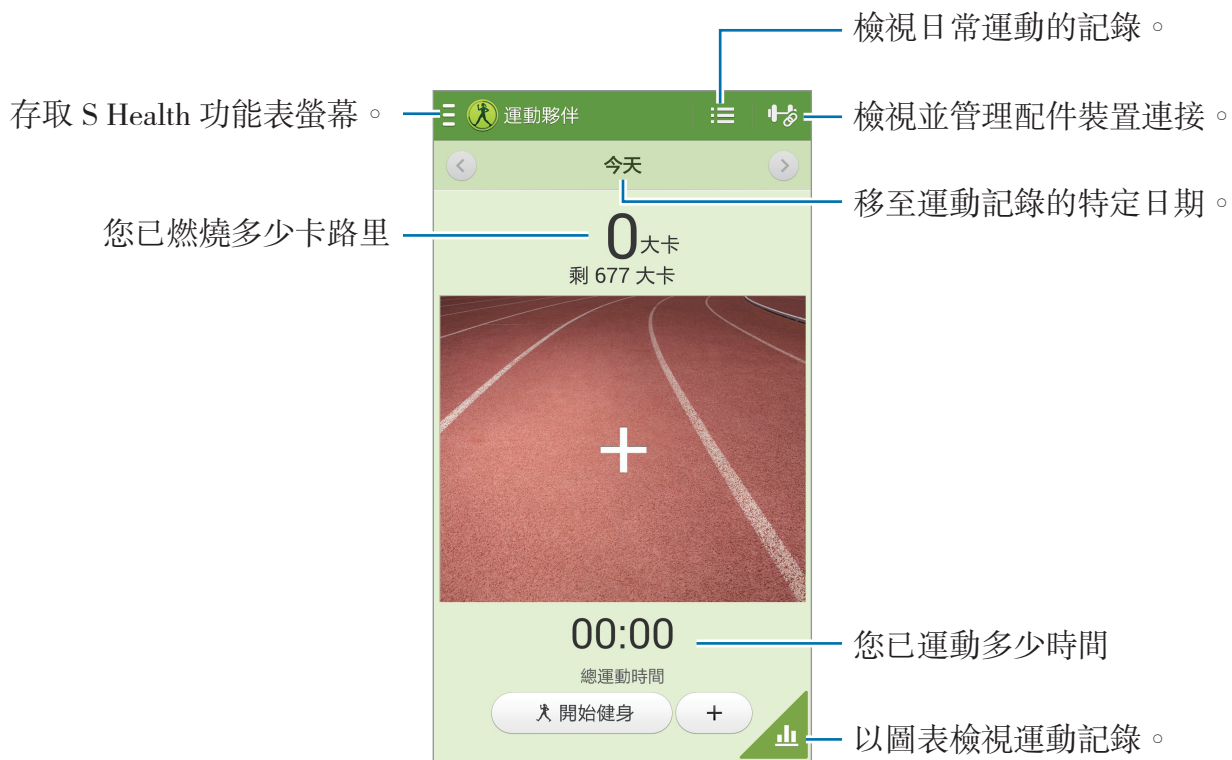 檢視日常運動的記錄。
存取 S Health 功能表螢幕。
運動夥伴
檢視並管理配件裝置連接。
今天
移至運動記錄的特定日期。
您已燃燒多少卡路里
0大卡
剩 677 大卡
00:00
您已運動多少時間
總運動時間
開始健身
+
以圖表檢視運動記錄。